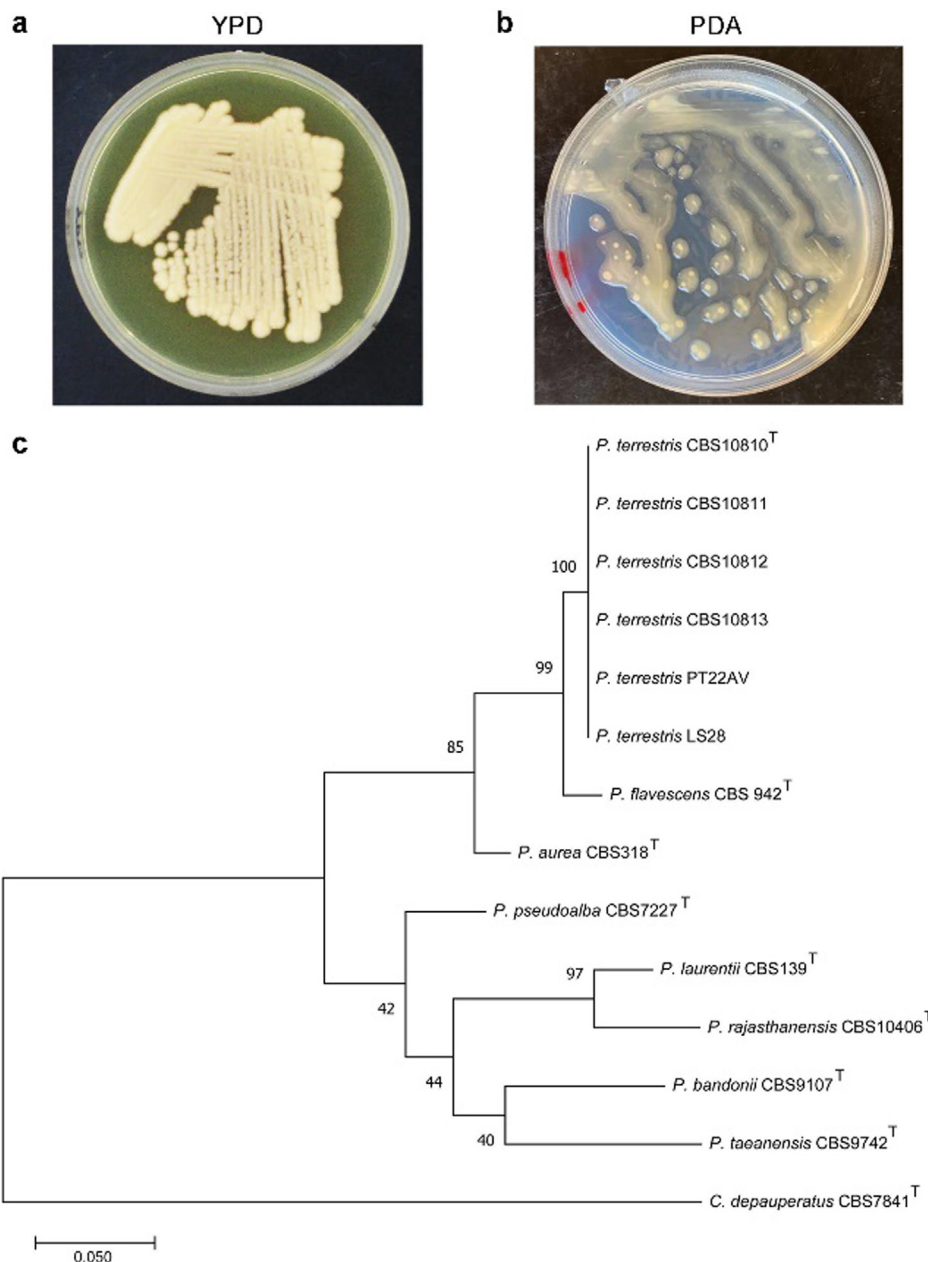 a YPD
b PDA
c
P. terrestris CBS10810T
P. terrestris CBS10811
P. terrestris CBS10812
100
P. terrestris CBS10813
99
P. terrestris PT22AV
P. terrestris LS28
85
P. flavescens CBS 942T
P. aurea CBS318T
P. pseudoalba CBS7227T
P. laurentii CBS139T
97
42
P. rajasthanensis CBS10406T
44
P. bandonii CBS9107T
40
P. taeanensis CBS9742T
C. depauperatus CBS7841T
0.050